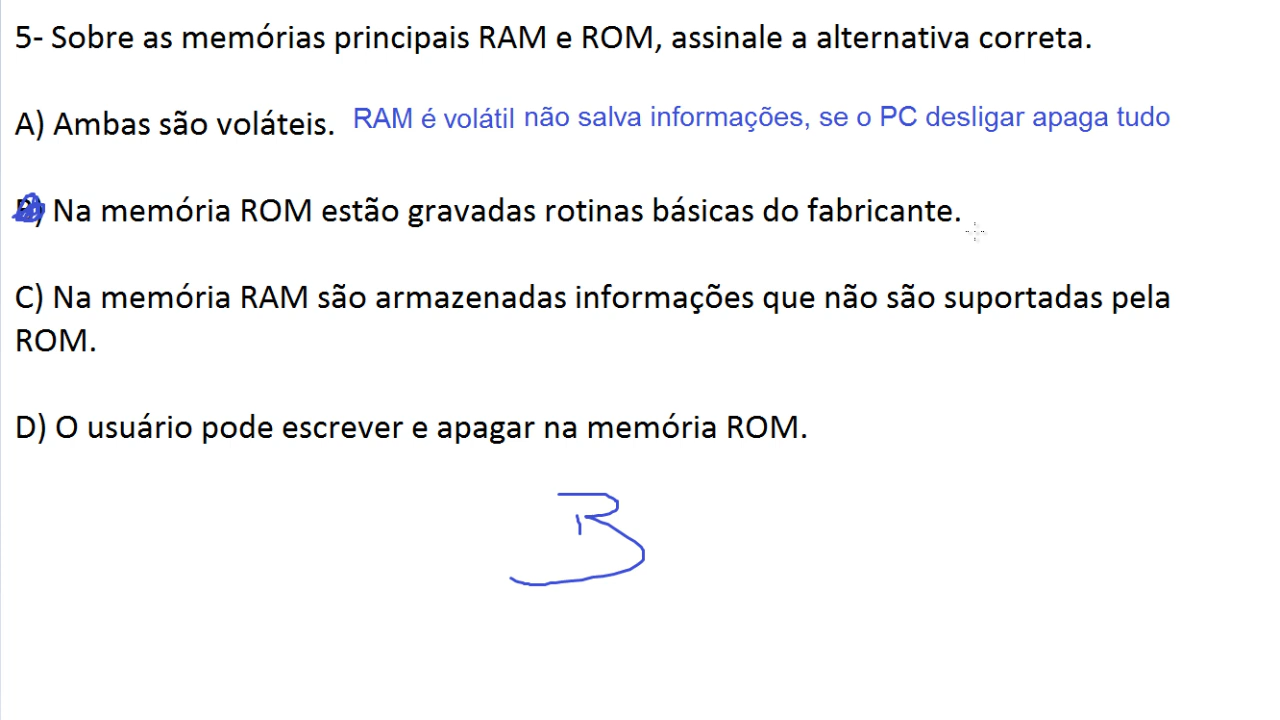 5- Sobre as memórias principais RAM e ROM, assinale a alternativa correta.
A) Ambas são voláteis. RAM é volátil não salva informações, se o PC desligar apaga tudo
B) Na memória ROM estão gravadas rotinas básicas do fabricante.
C) Na memória RAM são armazenadas informações que não são suportadas pela
ROM.
D) O usuário pode escrever e apagar na memória ROM.
B